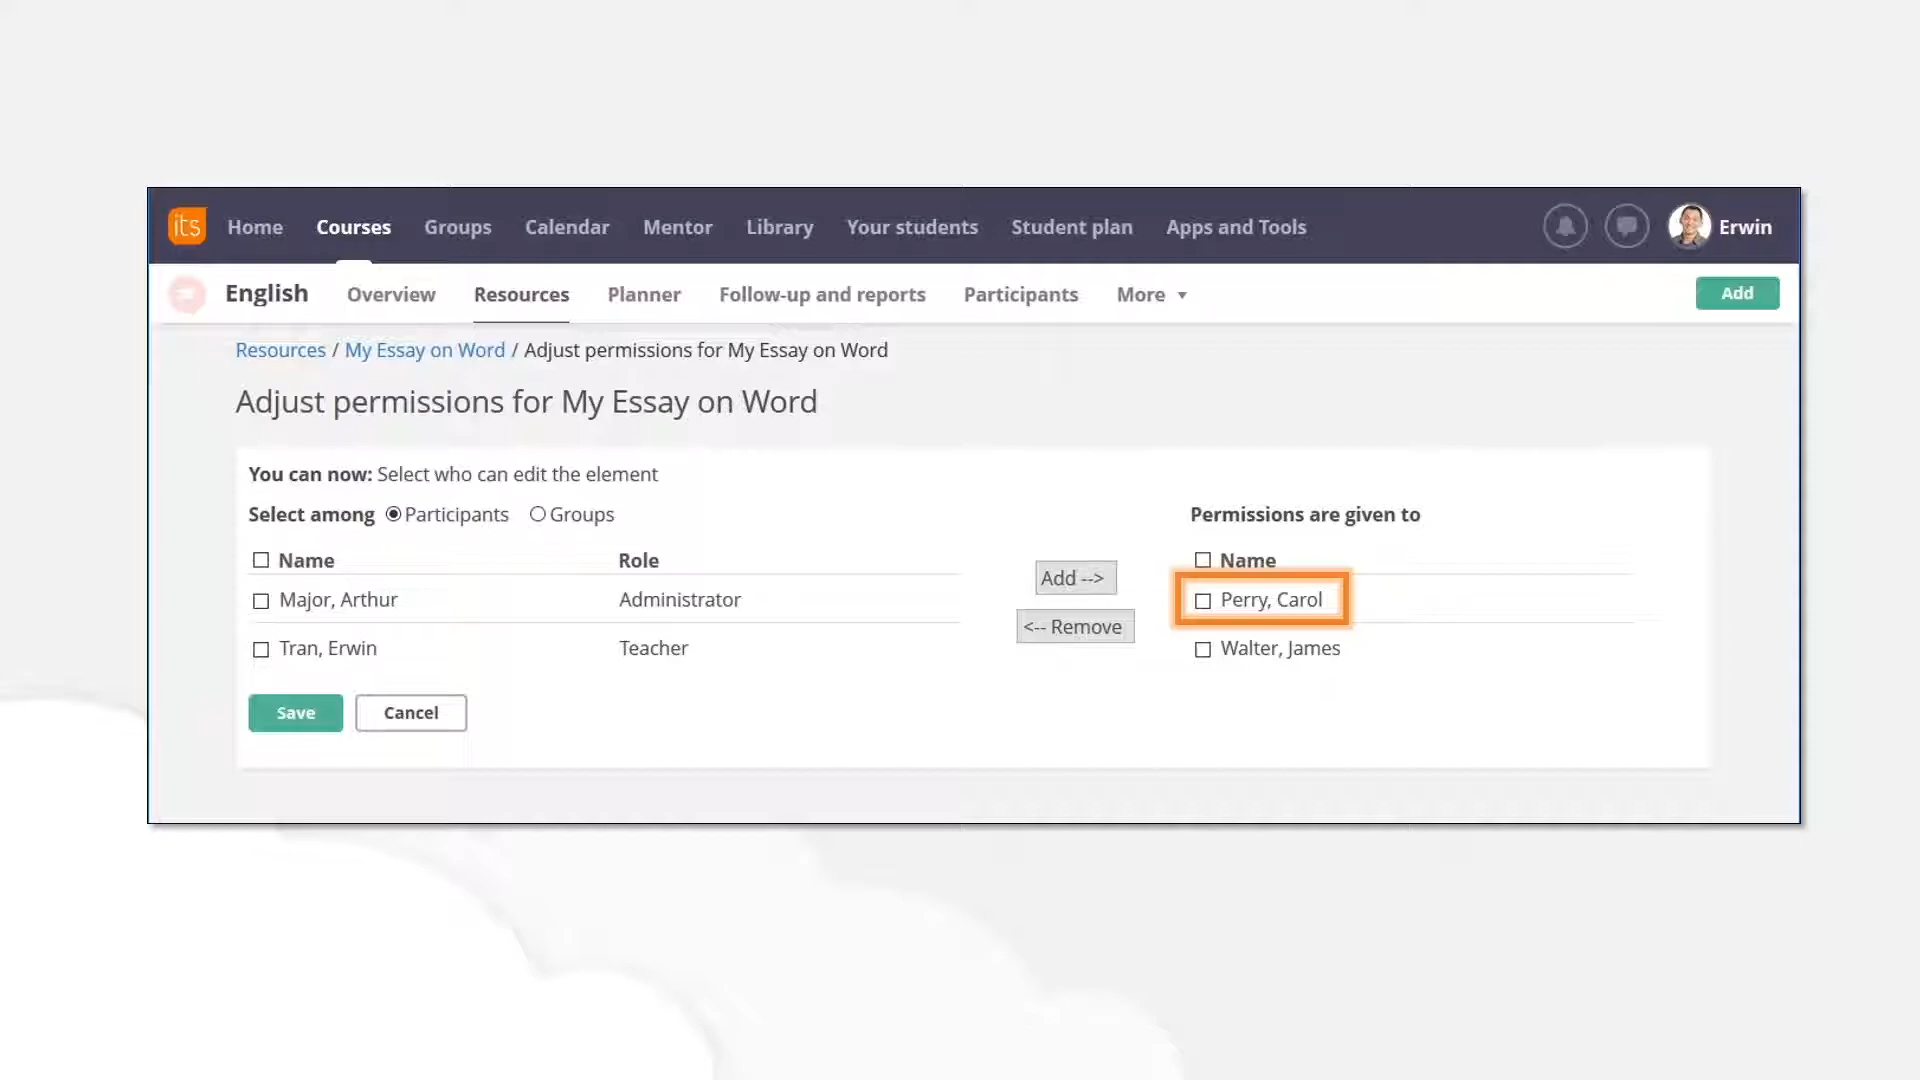 its Home Courses Groups Calendar Mentor Library Your students Student plan Apps and Tools Erwin
English Overview Resources Planner Follow-up and reports Participants More Add
Resources / My Essay on Word / Adjust permissions for My Essay on Word
Adjust permissions for My Essay on Word
You can now: Select who can edit the element
Select among Participants Groups Permissions are given to
Name Role Name
Add -->
Major, Arthur Administrator Perry, Carol
<-- Remove
Tran, Erwin Teacher Walter, James
Save Cancel